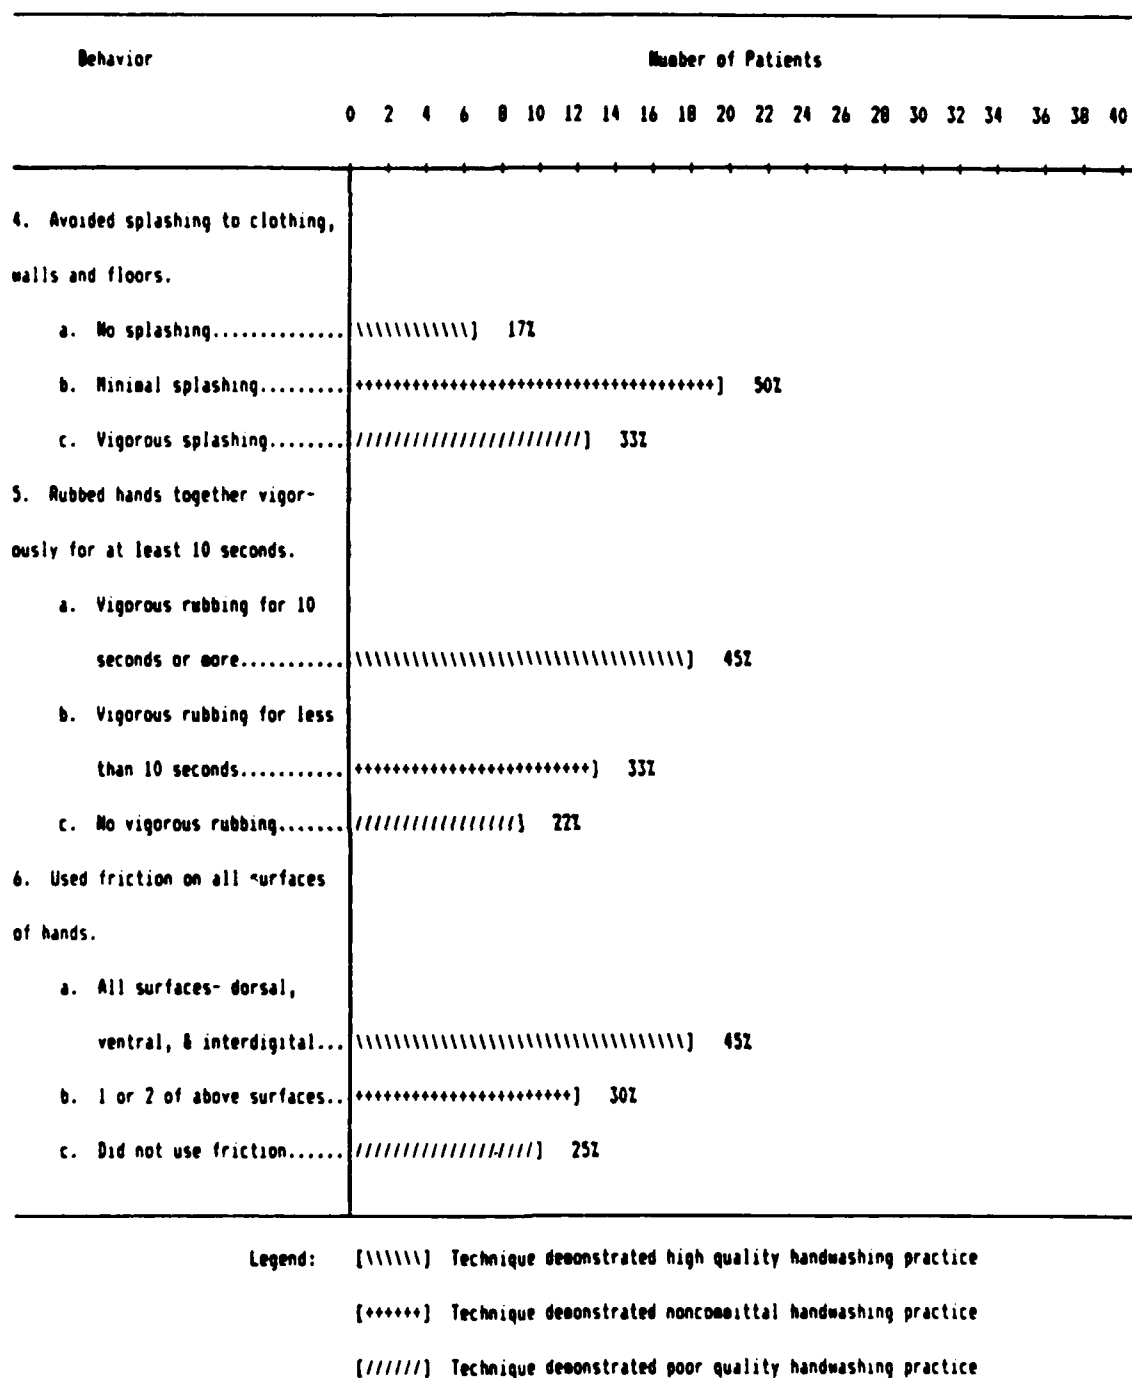 Behavior Number of Patients
0 2 4 6 8 10 12 14 16 18 20 22 24 26 28 30 32 34 36 38 40
4. Avoided splashing to clothing,
walls and floors.
a. No splashing.............. \\\\\\\\\\\\] 17%
b. Minimal splashing......... ++++++++++++++++++++++++++++++++++++++] 50%
c. Vigorous splashing........ ////////////////////////] 33%
5. Rubbed hands together vigor-
ously for at least 10 seconds.
a. Vigorous rubbing for 10
seconds or more........... \\\\\\\\\\\\\\\\\\\\\\\\\\\\\\\\\\\] 45%
b. Vigorous rubbing for less
than 10 seconds........... +++++++++++++++++++++++++] 33%
c. No vigorous rubbing....... /////////////////] 22%
6. Used friction on all surfaces
of hands.
a. All surfaces- dorsal,
ventral, & interdigital... \\\\\\\\\\\\\\\\\\\\\\\\\\\\\\\\\\\] 45%
b. 1 or 2 of above surfaces.. +++++++++++++++++++++++] 30%
c. Did not use friction...... ///////////////////] 25%
Legend: [\\\\\\] Technique demonstrated high quality handwashing practice
[++++++] Technique demonstrated noncommittal handwashing practice
[//////] Technique demonstrated poor quality handwashing practice